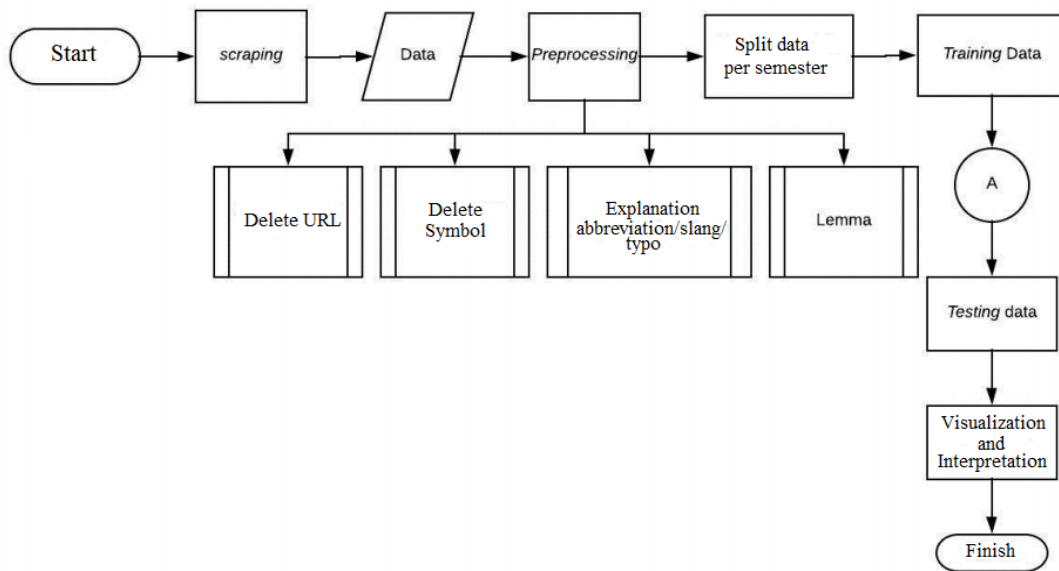 Start
scraping
Data
Preprocessing
Split data
per semester
Training Data
Delete URL
Delete
Symbol
Explanation
abbreviation/slang/
typo
Lemma
A
Testing data
Visualization
and
Interpretation
Finish